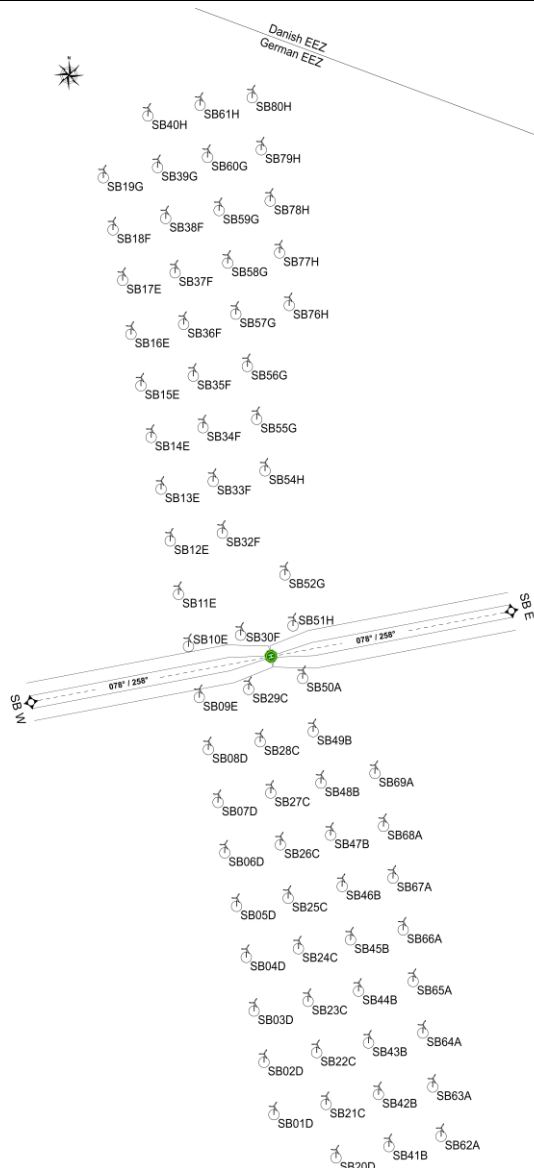 Danish EEZ
German EEZ
N
SB80H
SB61H
SB40H
SB79H
SB60G
SB39G
SB19G
SB78H
SB59G
SB38F
SB18F
SB77H
SB58G
SB37F
SB17E
SB76H
SB57G
SB36F
SB16E
SB56G
SB35F
SB15E
SB55G
SB34F
SB14E
SB54H
SB33F
SB13E
SB32F
SB12E
SB52G
SB11E
SB E
SB51H
SB30F
SB10E
078° / 258°
078° / 258°
SB W
SB50A
SB29C
SB09E
SB49B
SB28C
SB08D
SB69A
SB48B
SB27C
SB07D
SB68A
SB47B
SB26C
SB06D
SB67A
SB46B
SB25C
SB05D
SB66A
SB45B
SB24C
SB04D
SB65A
SB44B
SB23C
SB03D
SB64A
SB43B
SB22C
SB02D
SB63A
SB42B
SB21C
SB01D
SB62A
SB41B
SB20D